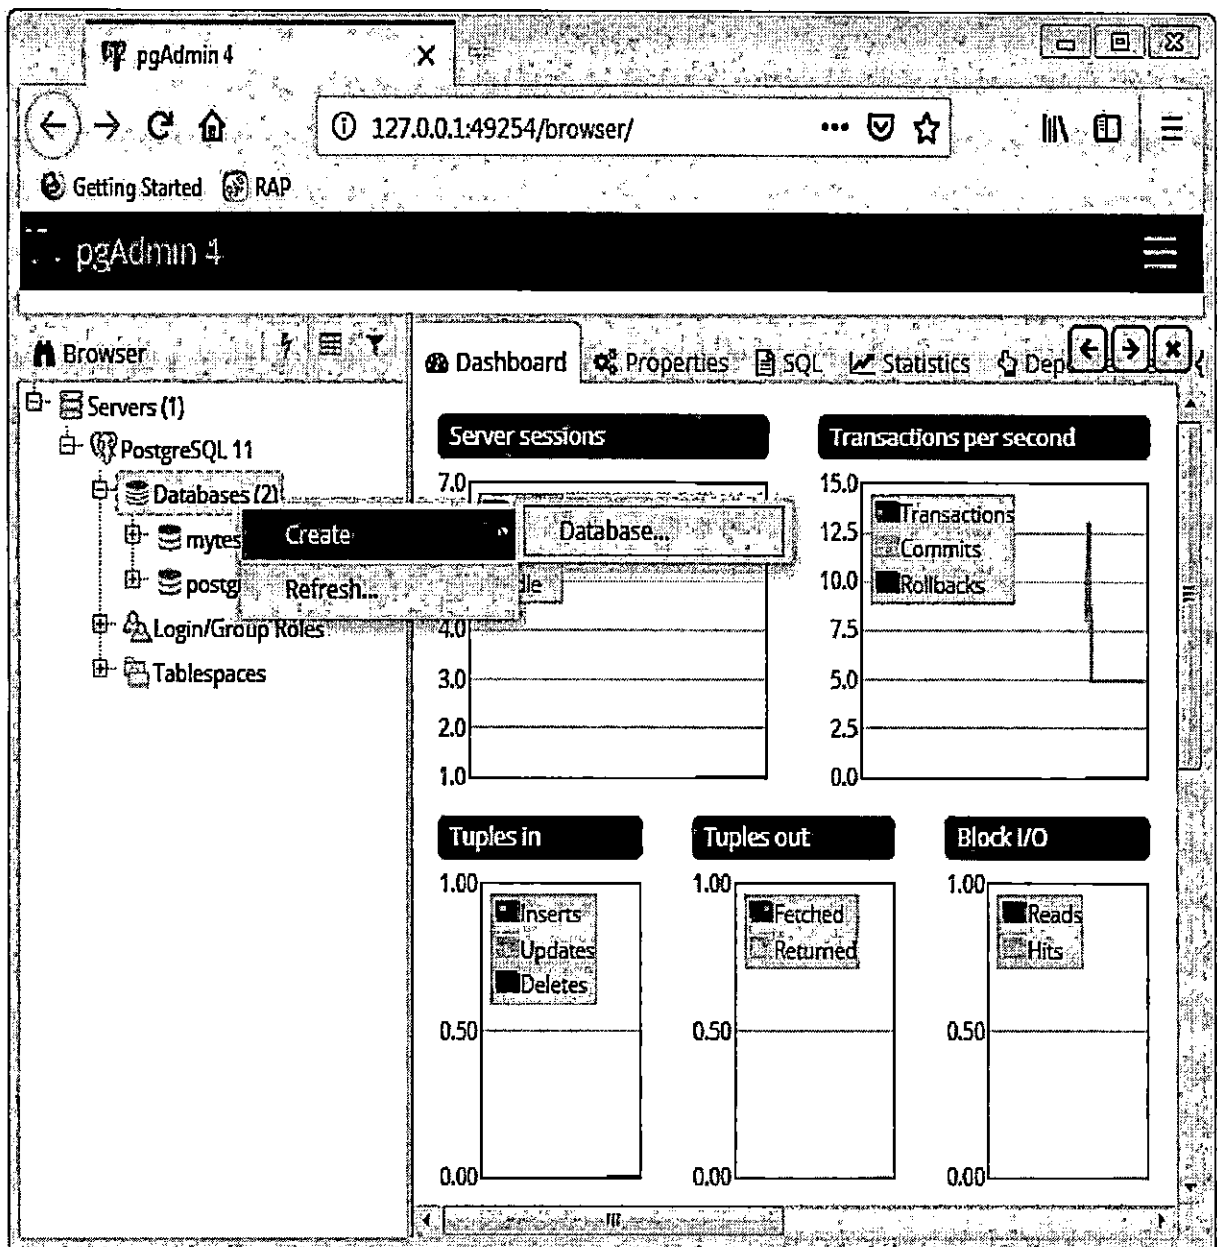 pgAdmin 4
127.0.0.1:49254/browser/
Getting Started RAP
pgAdmin 4
Browser
Dashboard Properties SQL Statistics
Servers (1)
PostgreSQL 11
Databases (2)
Login/Group Roles
Tablespaces
Create
Database...
Refresh...
Server sessions
7.0
4.0
3.0
2.0
1.0
Transactions per second
15.0
12.5
10.0
7.5
5.0
2.5
0.0
Transactions
Commits
Rollbacks
Tuples in
1.00
0.50
0.00
Inserts
Updates
Deletes
Tuples out
1.00
0.50
0.00
Fetched
Returned
Block I/O
1.00
0.50
0.00
Reads
Hits